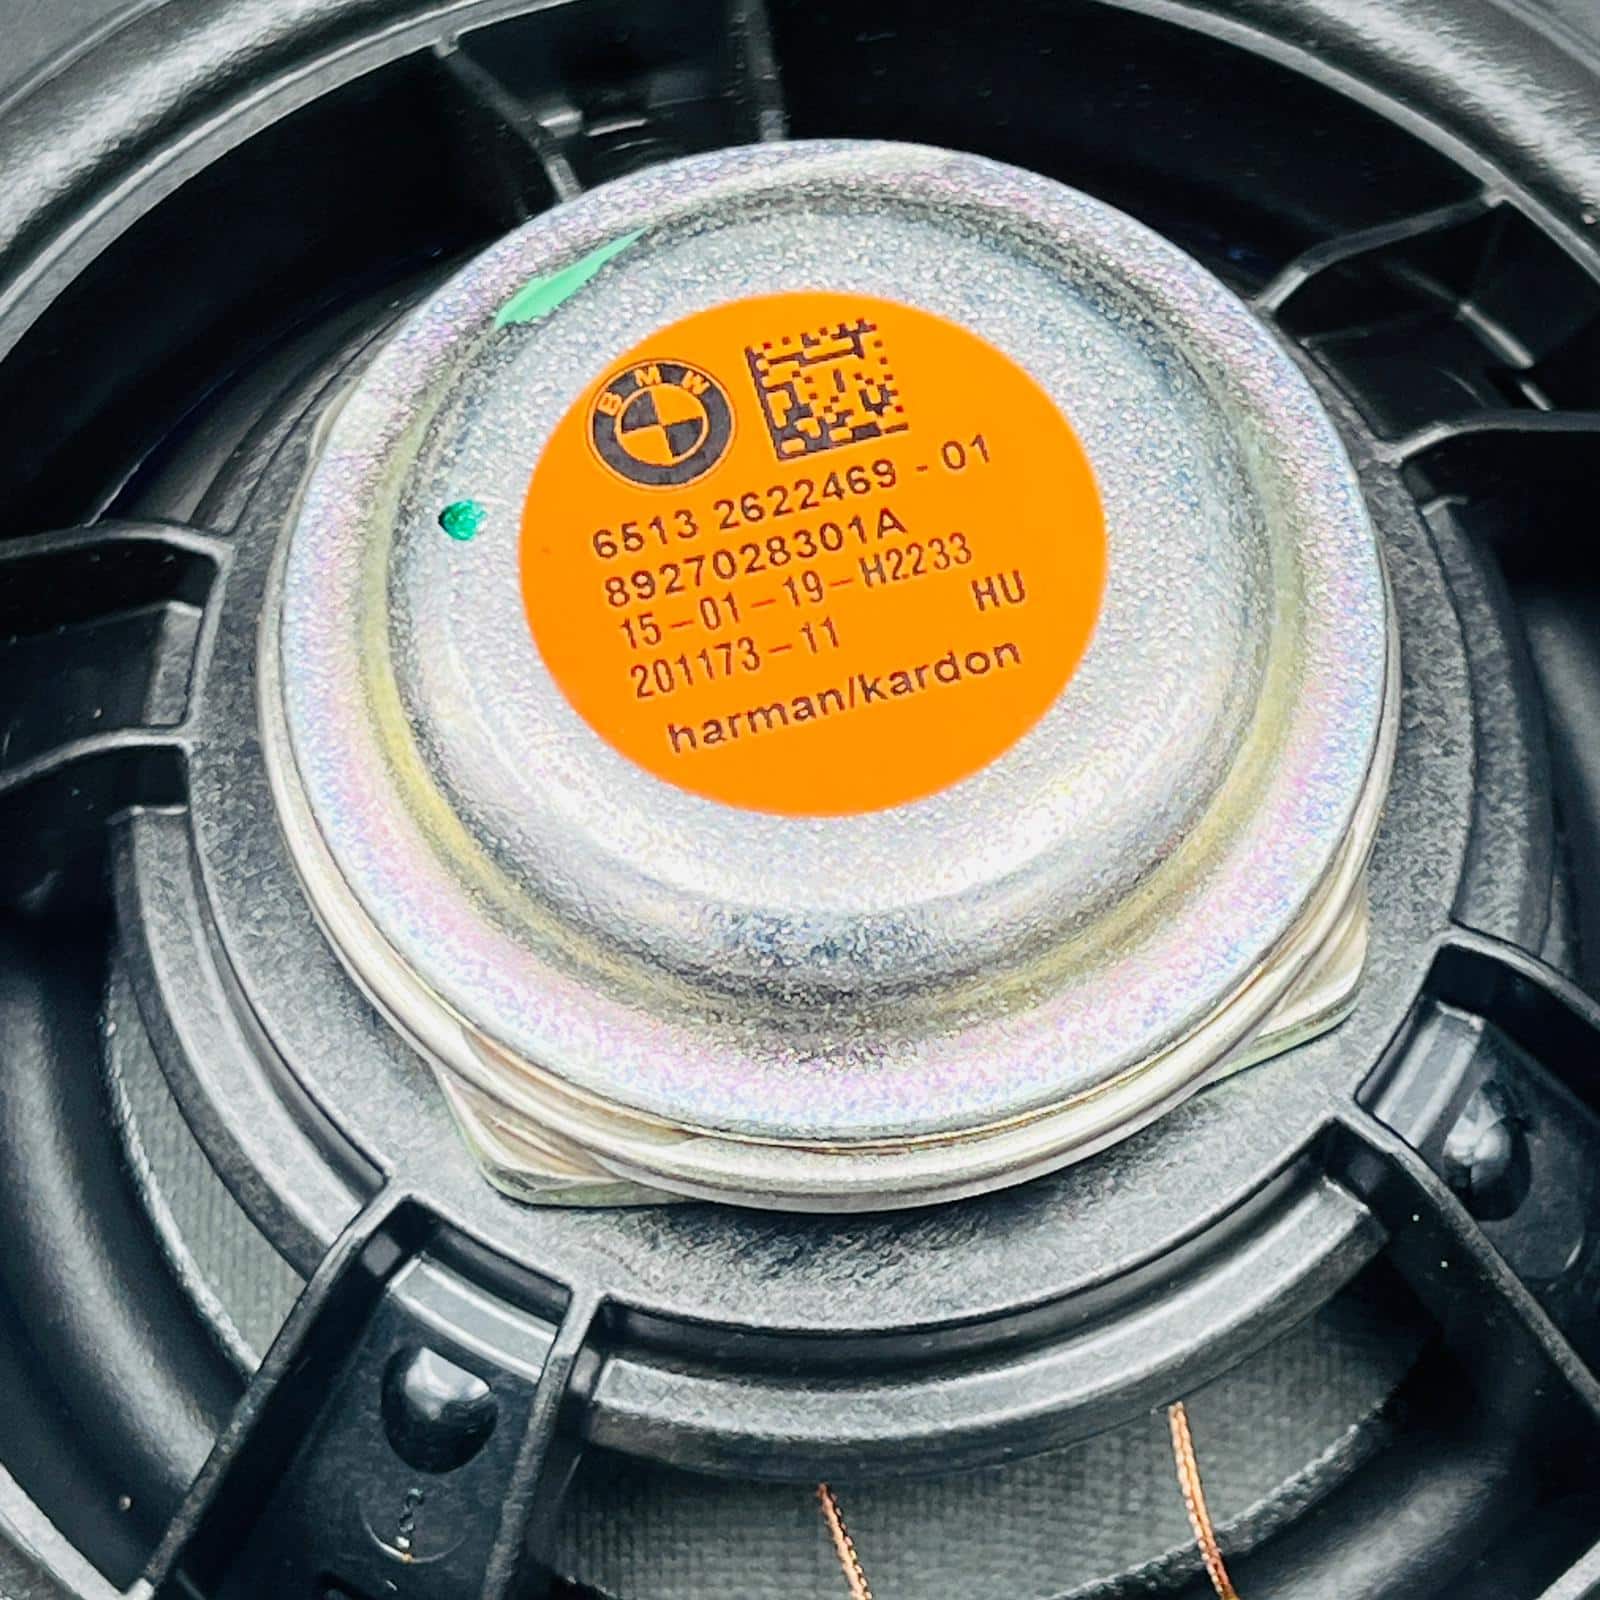 BMW
6513 2622469 - 01
8927028301A
15-01-19-H2233
201173-11 HU
harman/kardon